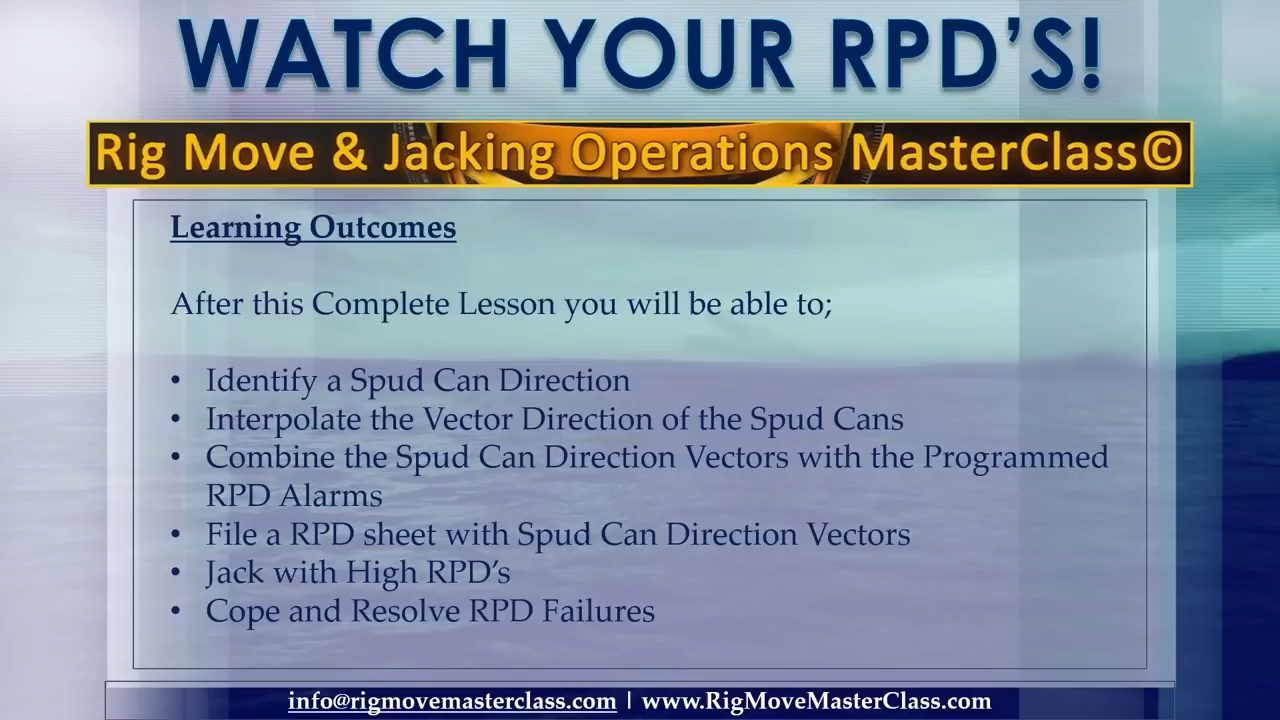 WATCH YOUR RPD'S!
Rig Move & Jacking Operations MasterClass©
Learning Outcomes
After this Complete Lesson you will be able to;
• Identify a Spud Can Direction
• Interpolate the Vector Direction of the Spud Cans
• Combine the Spud Can Direction Vectors with the Programmed
RPD Alarms
• File a RPD sheet with Spud Can Direction Vectors
• Jack with High RPD's
• Cope and Resolve RPD Failures
info@rigmovemasterclass.com | www.RigMoveMasterClass.com